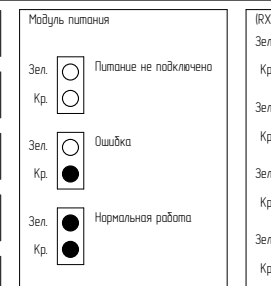 Модуль питания
Зел. Питание не подключено
Кр.
Зел. Ошибка
Кр.
Зел. Нормальная работа
Кр.
(RX
Зел
Кр
Зел
Кр
Зел
Кр
Зел
Кр